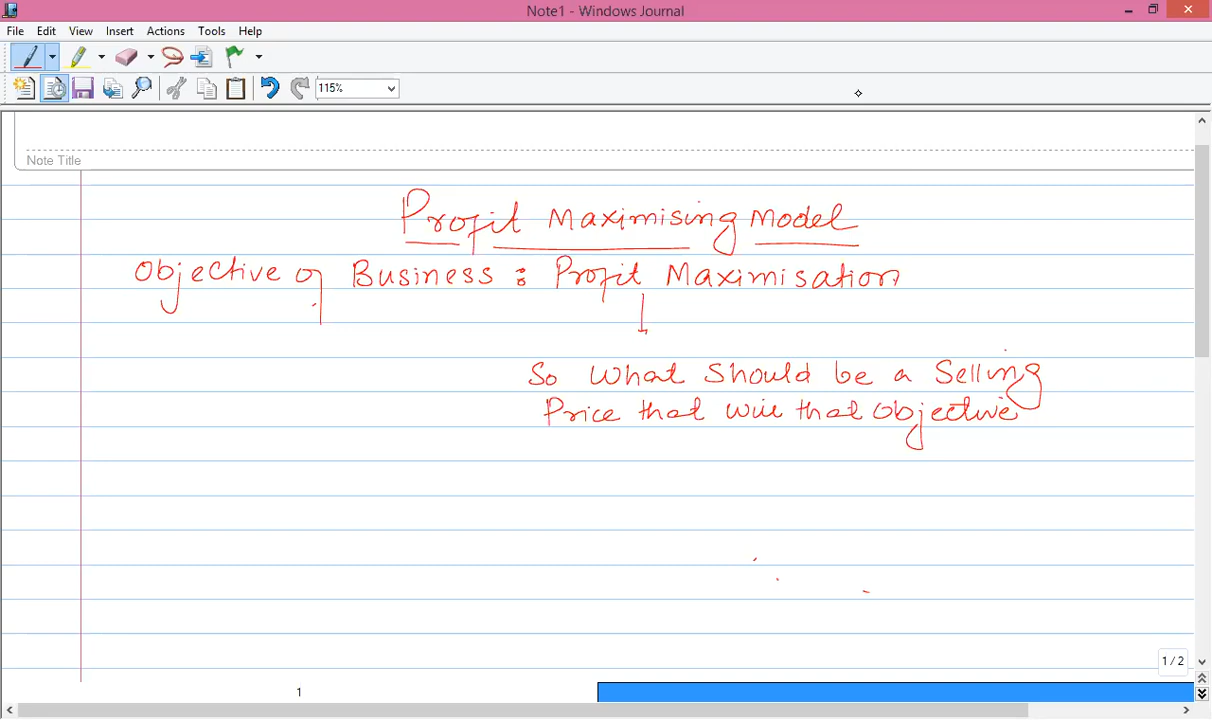 Note1 - Windows Journal
File Edit View Insert Actions Tools Help
115%
Note Title
Profit Maximising Model
Objective of Business : Profit Maximisation
So What Should be a Selling
Price that will that objective
1 / 2
1